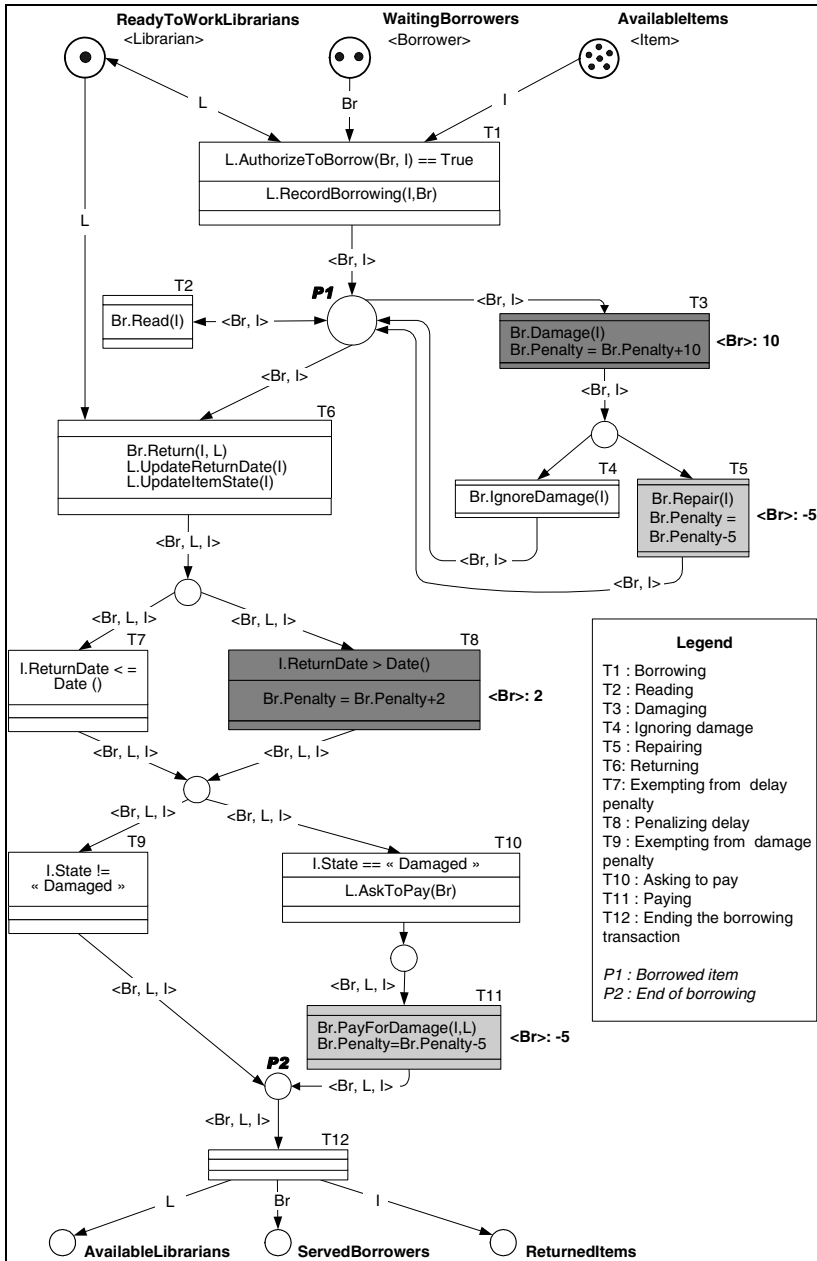 ReadyToWorkLibrarians
<Librarian>
WaitingBorrowers
<Borrower>
AvailableItems
<Item>
L
Br
I
T1
L.AuthorizeToBorrow(Br, I) == True
L.RecordBorrowing(I,Br)
L
<Br, I>
P1
T2
Br.Read(I)
<Br, I>
<Br, I>
T3
Br.Damage(I)
Br.Penalty = Br.Penalty+10
<Br>: 10
<Br, I>
<Br, I>
T6
Br.Return(I, L)
L.UpdateReturnDate(I)
L.UpdateItemState(I)
T4
Br.IgnoreDamage(I)
T5
Br.Repair(I)
Br.Penalty =
Br.Penalty-5
<Br>: -5
<Br, I>
<Br, I>
<Br, L, I>
<Br, L, I>
<Br, L, I>
T7
I.ReturnDate < =
Date ()
T8
I.ReturnDate > Date()
Br.Penalty = Br.Penalty+2
<Br>: 2
<Br, L, I>
<Br, L, I>
<Br, L, I>
<Br, L, I>
T9
I.State !=
« Damaged »
T10
I.State == « Damaged »
L.AskToPay(Br)
<Br, L, I>
<Br, L, I>
T11
Br.PayForDamage(I,L)
Br.Penalty=Br.Penalty-5
<Br>: -5
P2
<Br, L, I>
<Br, L, I>
T12
L
Br
I
AvailableLibrarians
ServedBorrowers
ReturnedItems
Legend
T1 : Borrowing
T2 : Reading
T3 : Damaging
T4 : Ignoring damage
T5 : Repairing
T6: Returning
T7: Exempting from delay
penalty
T8 : Penalizing delay
T9 : Exempting from damage
penalty
T10 : Asking to pay
T11 : Paying
T12 : Ending the borrowing
transaction
P1 : Borrowed item
P2 : End of borrowing